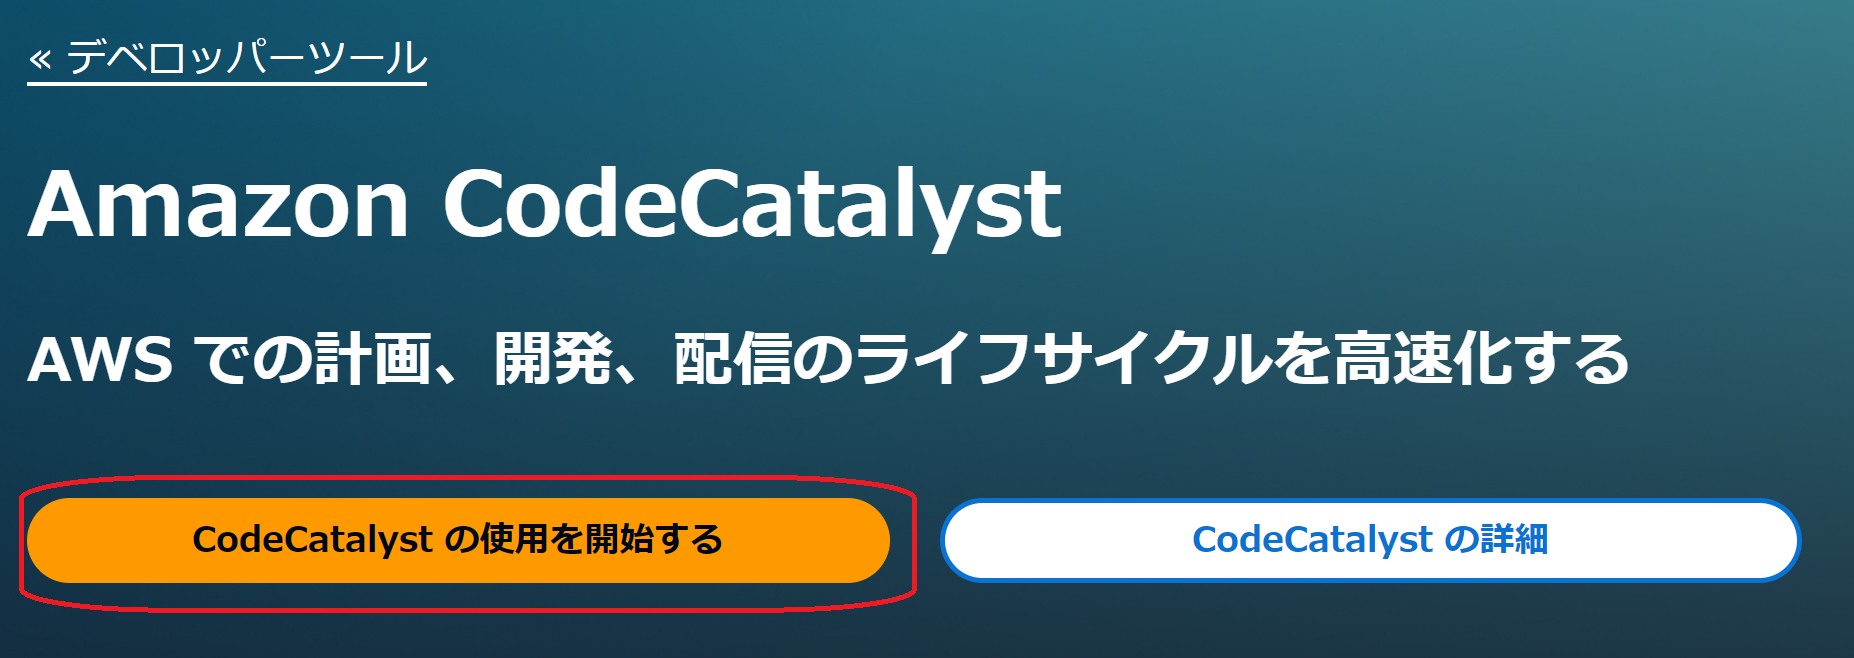 « デベロッパーツール
Amazon CodeCatalyst
AWS での計画、開発、配信のライフサイクルを高速化する
CodeCatalyst の使用を開始する
CodeCatalyst の詳細